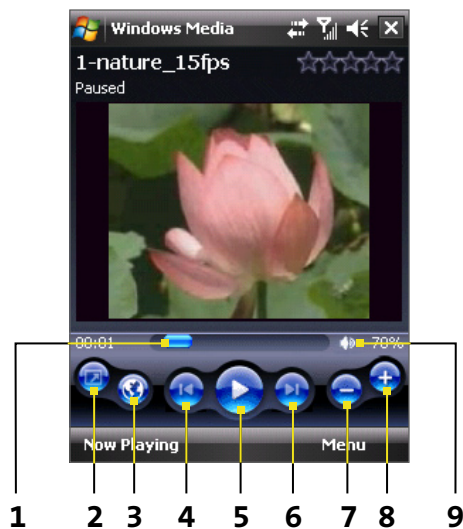 Windows Media
1-nature_15fps
Paused
00:01 70%
Now Playing Menu
1 2 3 4 5 6 7 8 9